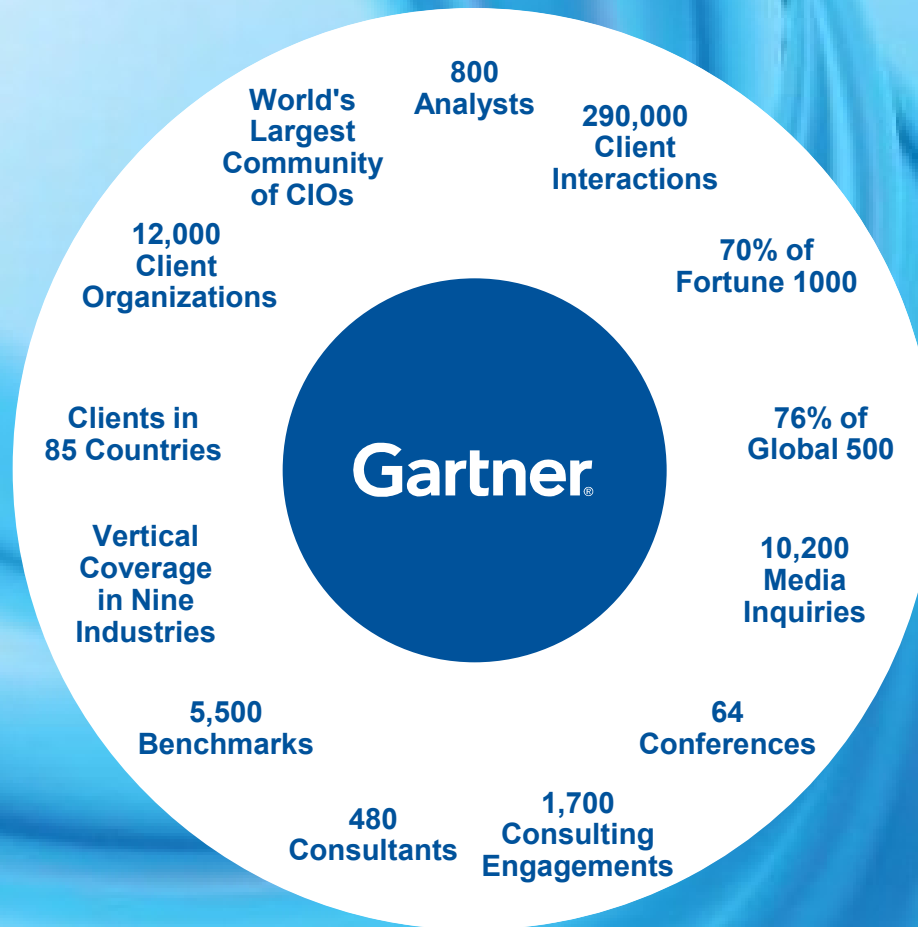 800
Analysts
290,000
Client
Interactions
70% of
Fortune 1000
76% of
Global 500
10,200
Media
Inquiries
64
Conferences
1,700
Consulting
Engagements
480
Consultants
5,500
Benchmarks
Vertical
Coverage
in Nine
Industries
Clients in
85 Countries
12,000
Client
Organizations
World's
Largest
Community
of CIOs
Gartner®